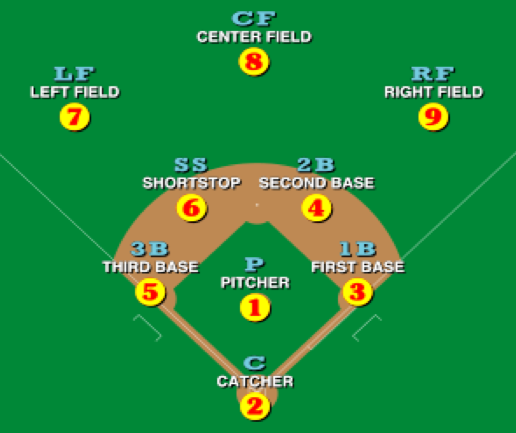 CF
CENTER FIELD
8
LF
LEFT FIELD
7
RF
RIGHT FIELD
9
SS
SHORTSTOP
6
2B
SECOND BASE
4
3B
THIRD BASE
5
P
PITCHER
1
1B
FIRST BASE
3
C
CATCHER
2